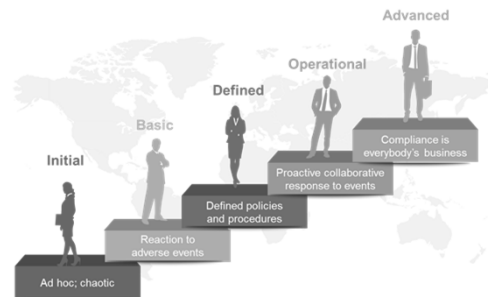 Advanced
Operational
Defined
Basic
Initial
Compliance is
everybody's business
Proactive collaborative
response to events
Defined policies
and procedures
Reaction to
adverse events
Ad hoc; chaotic